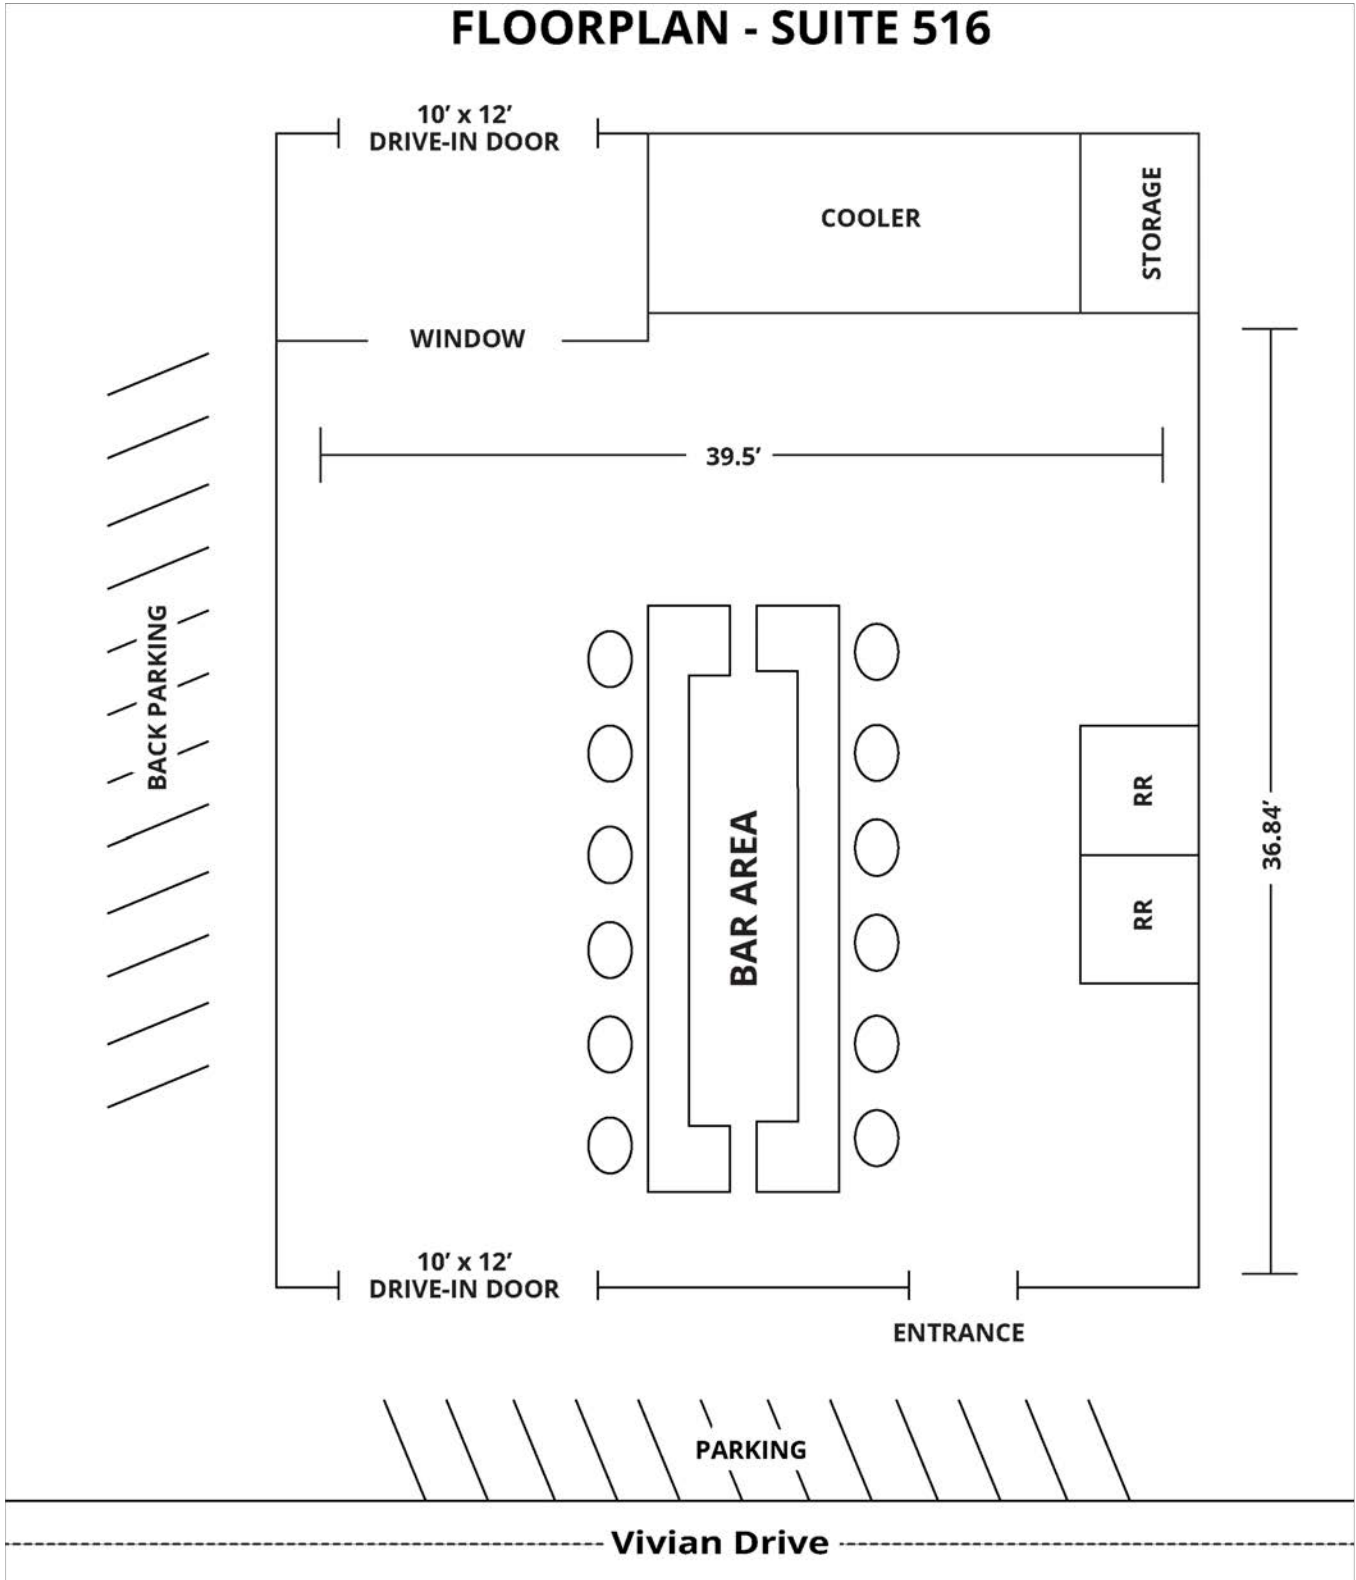 FLOORPLAN - SUITE 516
10’ x 12’
DRIVE-IN DOOR
COOLER
STORAGE
WINDOW
39.5’
BACK PARKING
BAR AREA
RR
RR
36.84’
10’ x 12’
DRIVE-IN DOOR
ENTRANCE
PARKING
Vivian Drive